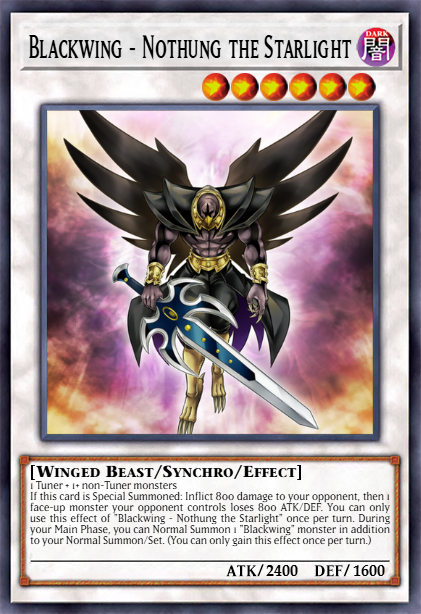 Blackwing - Nothung the Starlight
DARK
闇
[Winged Beast/Synchro/Effect]
1 Tuner + 1+ non-Tuner monsters
If this card is Special Summoned: Inflict 800 damage to your opponent, then 1
face-up monster your opponent controls loses 800 ATK/DEF. You can only
use this effect of "Blackwing - Nothung the Starlight" once per turn. During
your Main Phase, you can Normal Summon 1 "Blackwing" monster in addition
to your Normal Summon/Set. (You can only gain this effect once per turn.)
ATK/2400 DEF/1600